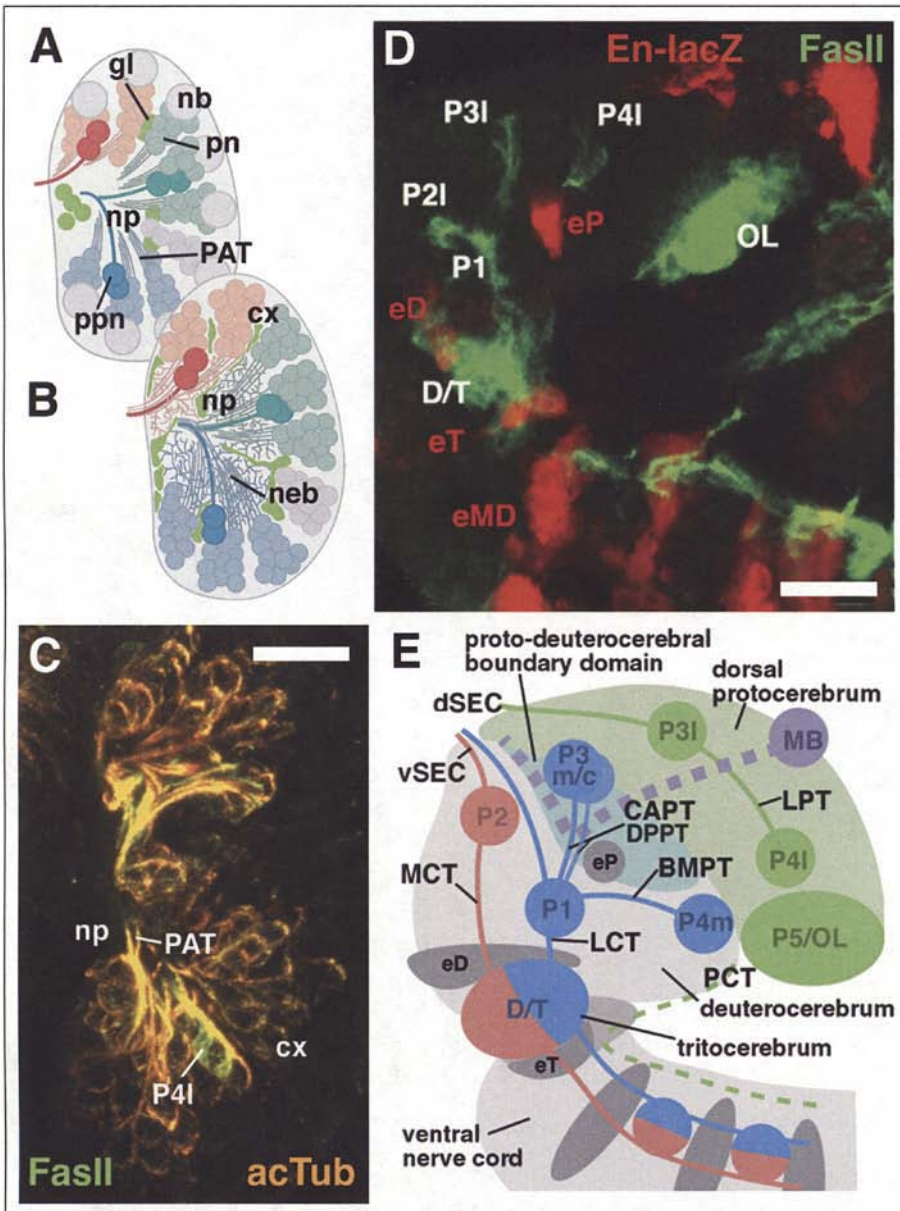 A
gl
nb
pn
np
PAT
ppn
B
cx
np
neb
C
np
PAT
cx
P4l
FasII acTub
D
En-lacZ FasII
P3l
P4l
P2l
eP
P1
OL
eD
D/T
eT
eMD
E
proto-deuterocerebral
boundary domain
dorsal
protocerebrum
dSEC
vSEC
P3
m/c
P3l
MB
P2
CAPT
DPPT
LPT
eP
BMPT
P4l
MCT
P1
P4m
P5/OL
LCT
eD
PCT
deuterocerebrum
D/T
tritocerebrum
eT
ventral
nerve cord